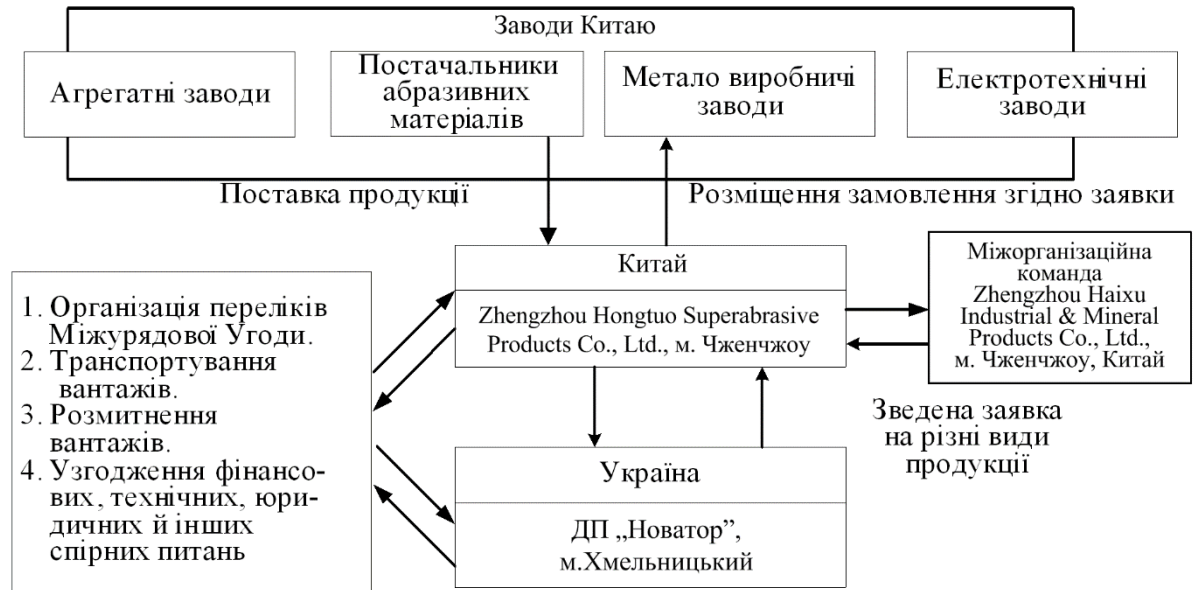 Заводи Китаю
Агрегатні заводи
Постачальники
абразивних
матеріалів
Метало виробничі
заводи
Електротехнічні
заводи
Поставка продукції
Розміщення замовлення згідно заявки
1. Організація переліків
Міжурядової Угоди.
2. Транспортування
вантажів.
3. Розмитнення
вантажів.
4. Узгодження фінансо-
вих, технічних, юри-
дичних й інших
спірних питань
Китай
Zhengzhou Hongtuo Superabrasive
Products Co., Ltd., м. Чженчжоу
Міжорганізаційна
команда
Zhengzhou Haixu
Industrial & Mineral
Products Co., Ltd.,
м. Чженчжоу, Китай
Зведена заявка
на різні види
продукції
Україна
ДП „Новатор”,
м.Хмельницький